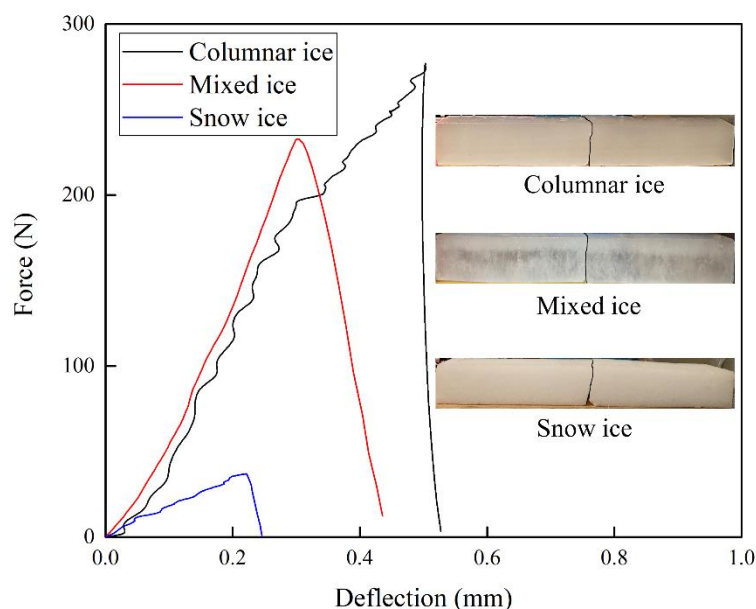 300
Columnar ice
Mixed ice
Snow ice
Columnar ice
200
Mixed ice
Force (N)
100
Snow ice
0
0.0 0.2 0.4 0.6 0.8 1.0
Deflection (mm)